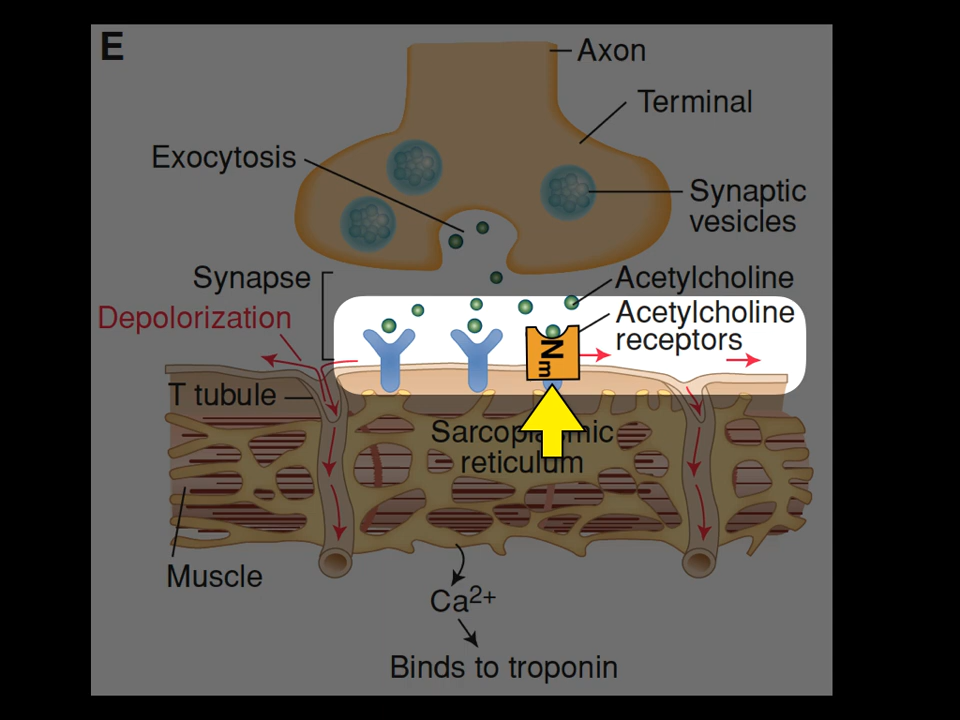 E
Axon
Terminal
Exocytosis
Synaptic
vesicles
Synapse
Acetylcholine
Depolorization
Acetylcholine
receptors
Nm
T tubule
Sarcoplasmic
reticulum
Muscle
Ca2+
Binds to troponin